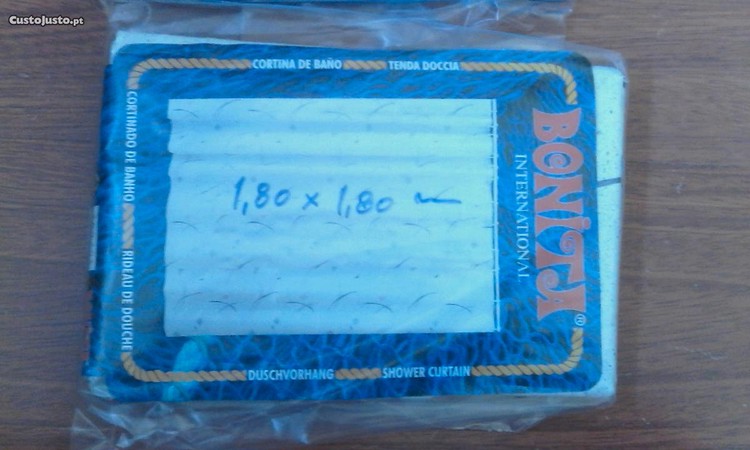 CustoJusto.pt
CORTINA DE BAÑO TENDA DOCCIA
CORTINADO DE BANHO RIDEAU DE DOUCHE
1,80 x 1,80
BONITA ®
INTERNATIONAL
DUSCHVORHANG SHOWER CURTAIN